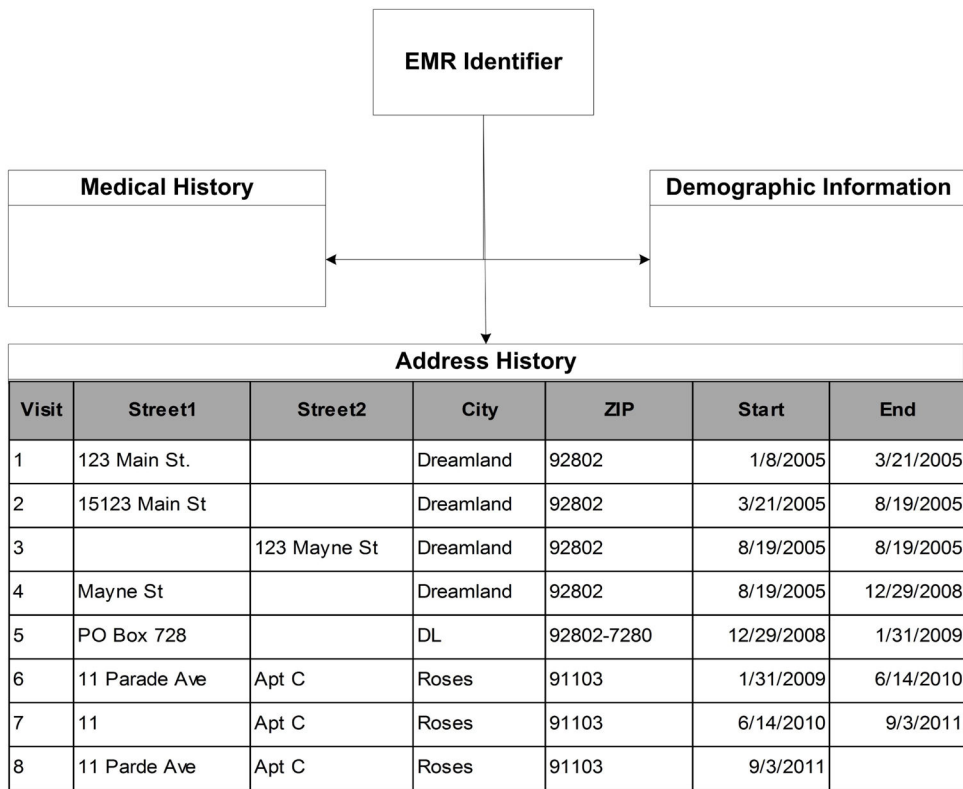 EMR Identifier
Medical History
Demographic Information
Address History
Visit Street1 Street2 City ZIP Start End
1 123 Main St. Dreamland 92802 1/8/2005 3/21/2005
2 15123 Main St Dreamland 92802 3/21/2005 8/19/2005
3 123 Mayne St Dreamland 92802 8/19/2005 8/19/2005
4 Mayne St Dreamland 92802 8/19/2005 12/29/2008
5 PO Box 728 DL 92802-7280 12/29/2008 1/31/2009
6 11 Parade Ave Apt C Roses 91103 1/31/2009 6/14/2010
7 11 Apt C Roses 91103 6/14/2010 9/3/2011
8 11 Parde Ave Apt C Roses 91103 9/3/2011